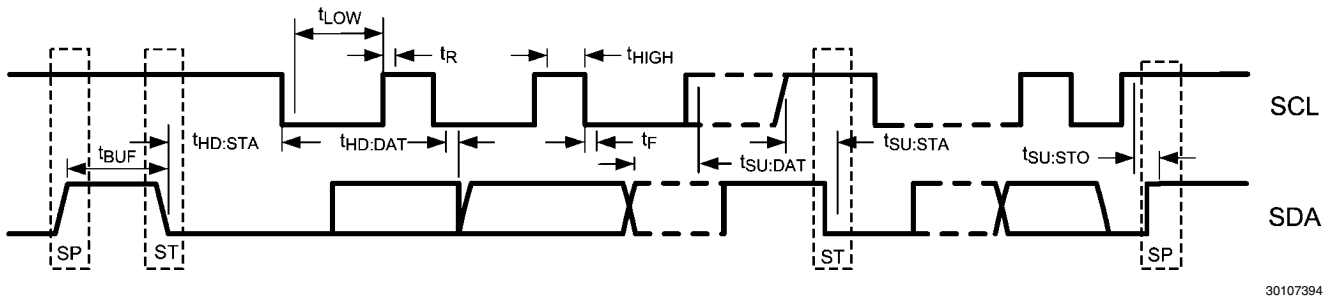 tLOW
tR
tHIGH
SCL
tHD:STA
tHD:DAT
tF
tSU:STA
tBUF
tSU:DAT
tSU:STO
SDA
SP
ST
ST
SP
30107394